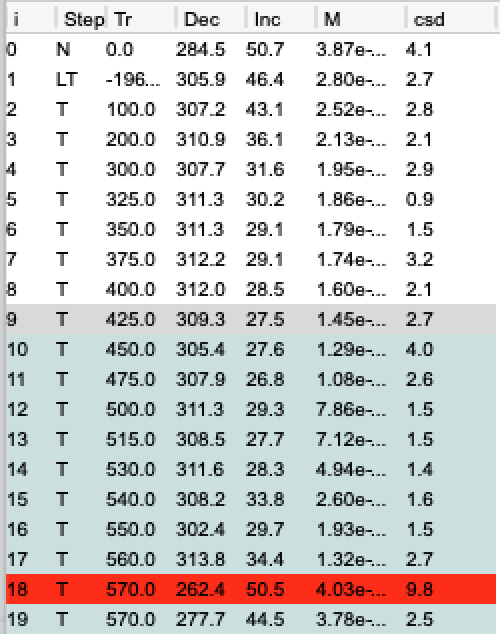 i Step Tr Dec Inc M csd
0 N 0.0 284.5 50.7 3.87e-... 4.1
1 LT -196... 305.9 46.4 2.80e-... 2.7
2 T 100.0 307.2 43.1 2.52e-... 2.8
3 T 200.0 310.9 36.1 2.13e-... 2.1
4 T 300.0 307.7 31.6 1.95e-... 2.9
5 T 325.0 311.3 30.2 1.86e-... 0.9
6 T 350.0 311.3 29.1 1.79e-... 1.5
7 T 375.0 312.2 29.1 1.74e-... 3.2
8 T 400.0 312.0 28.5 1.60e-... 2.1
9 T 425.0 309.3 27.5 1.45e-... 2.7
10 T 450.0 305.4 27.6 1.29e-... 4.0
11 T 475.0 307.9 26.8 1.08e-... 2.6
12 T 500.0 311.3 29.3 7.86e-... 1.5
13 T 515.0 308.5 27.7 7.12e-... 1.5
14 T 530.0 311.6 28.3 4.94e-... 1.4
15 T 540.0 308.2 33.8 2.60e-... 1.6
16 T 550.0 302.4 29.7 1.93e-... 1.5
17 T 560.0 313.8 34.4 1.32e-... 2.7
18 T 570.0 262.4 50.5 4.03e-... 9.8
19 T 570.0 277.7 44.5 3.78e-... 2.5